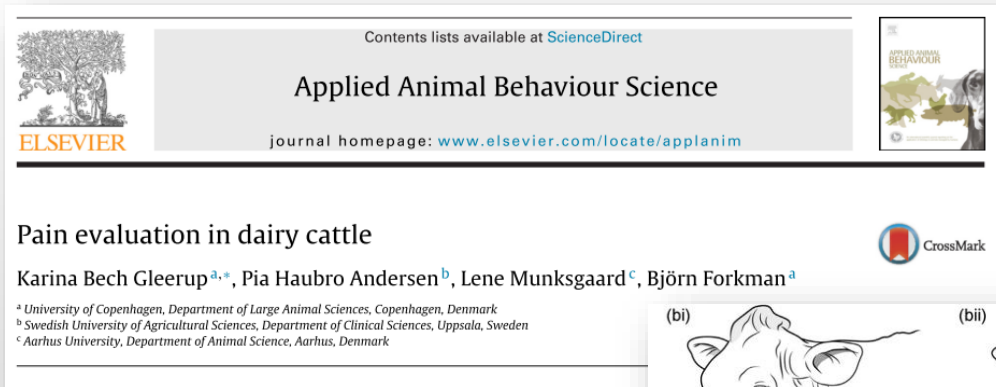 Contents lists available at ScienceDirect
Applied Animal Behaviour Science
journal homepage: www.elsevier.com/locate/applanim
ELSEVIER
APPLIED ANIMAL
BEHAVIOUR
SCIENCE
Pain evaluation in dairy cattle
CrossMark
Karina Bech Gleerup a,*, Pia Haubro Andersen b, Lene Munksgaard c, Björn Forkman a
a University of Copenhagen, Department of Large Animal Sciences, Copenhagen, Denmark
b Swedish University of Agricultural Sciences, Department of Clinical Sciences, Uppsala, Sweden
c Aarhus University, Department of Animal Science, Aarhus, Denmark
(bi)
(bii)